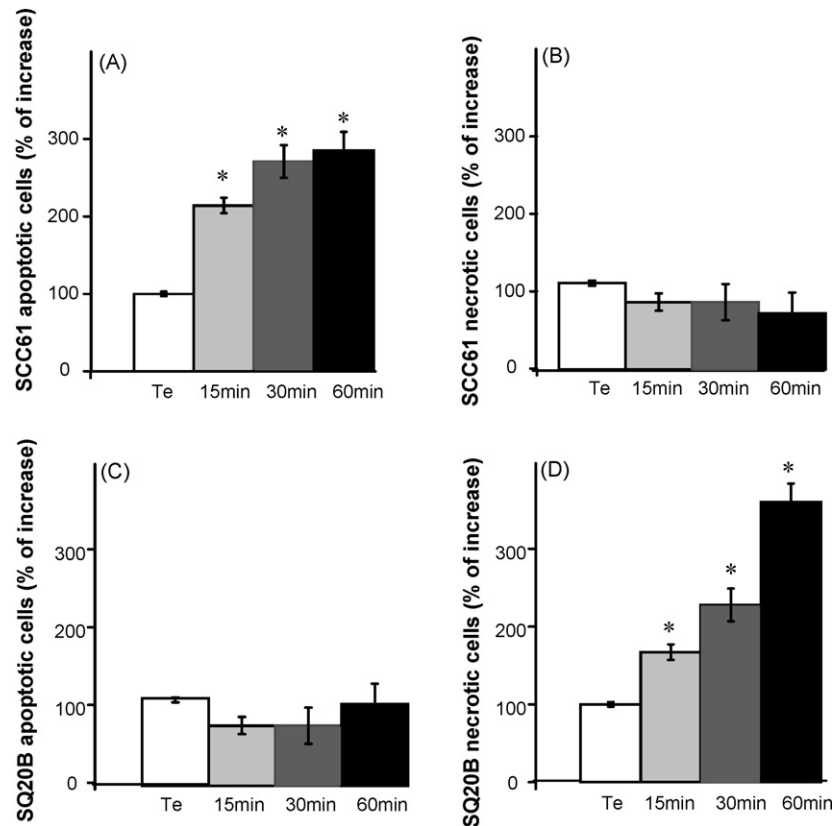 (A)
SCC61 apoptotic cells (% of increase)
300
200
100
0
* * *
Te 15min 30min 60min
(B)
SCC61 necrotic cells (% of increase)
300
200
100
0
Te 15min 30min 60min
(C)
SQ20B apoptotic cells (% of increase)
300
200
100
0
Te 15min 30min 60min
(D)
SQ20B necrotic cells (% of increase)
300
200
100
0
* * *
Te 15min 30min 60min